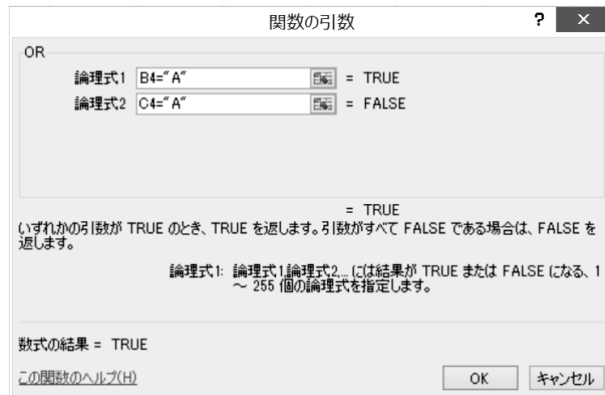 関数の引数
? ×
OR
論理式1 B4="A" = TRUE
論理式2 C4="A" = FALSE
= TRUE
いずれかの引数が TRUE のとき、TRUE を返します。引数がすべて FALSE である場合は、FALSE を
返します。
論理式1: 論理式1,論理式2,... には結果が TRUE または FALSE になる、1
～ 255 個の論理式を指定します。
数式の結果 = TRUE
この関数のヘルプ(H)
OK キャンセル